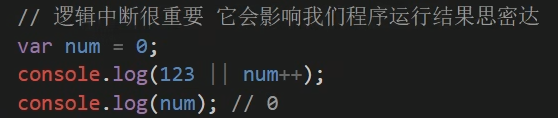 // 逻辑中断很重要 它会影响我们程序运行结果思密达
var num = 0;
console.log(123 || num++);
console.log(num); // 0